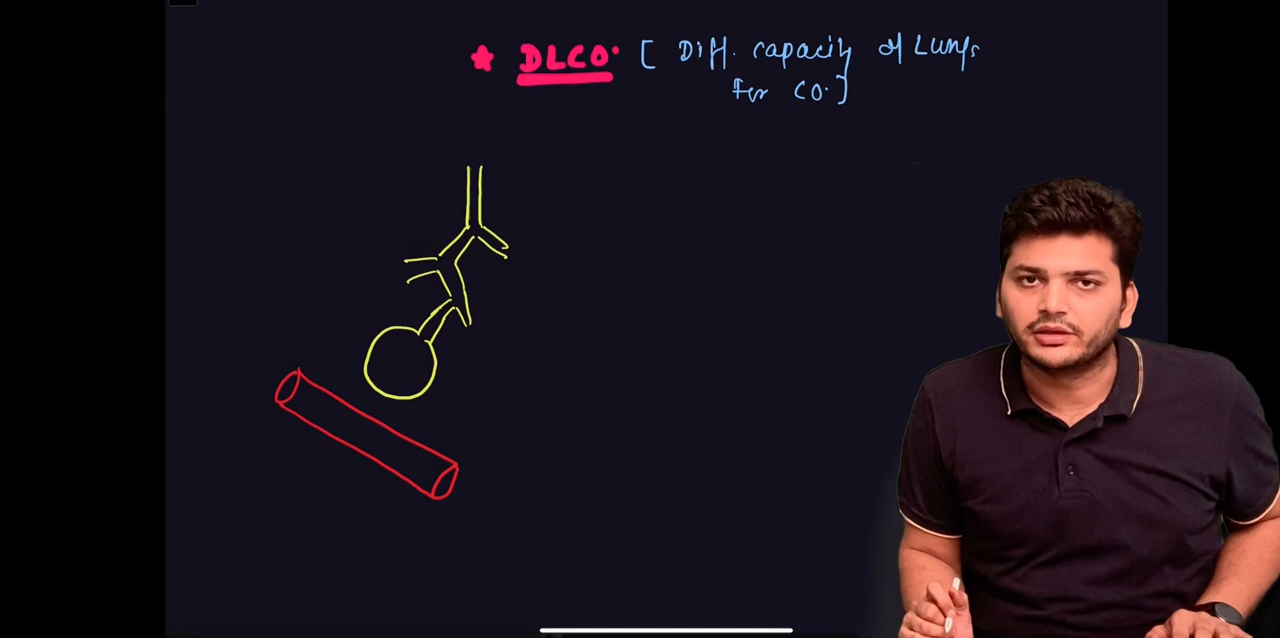 ★ DLCO. [ Diff. capacity of Lungs
for CO.]